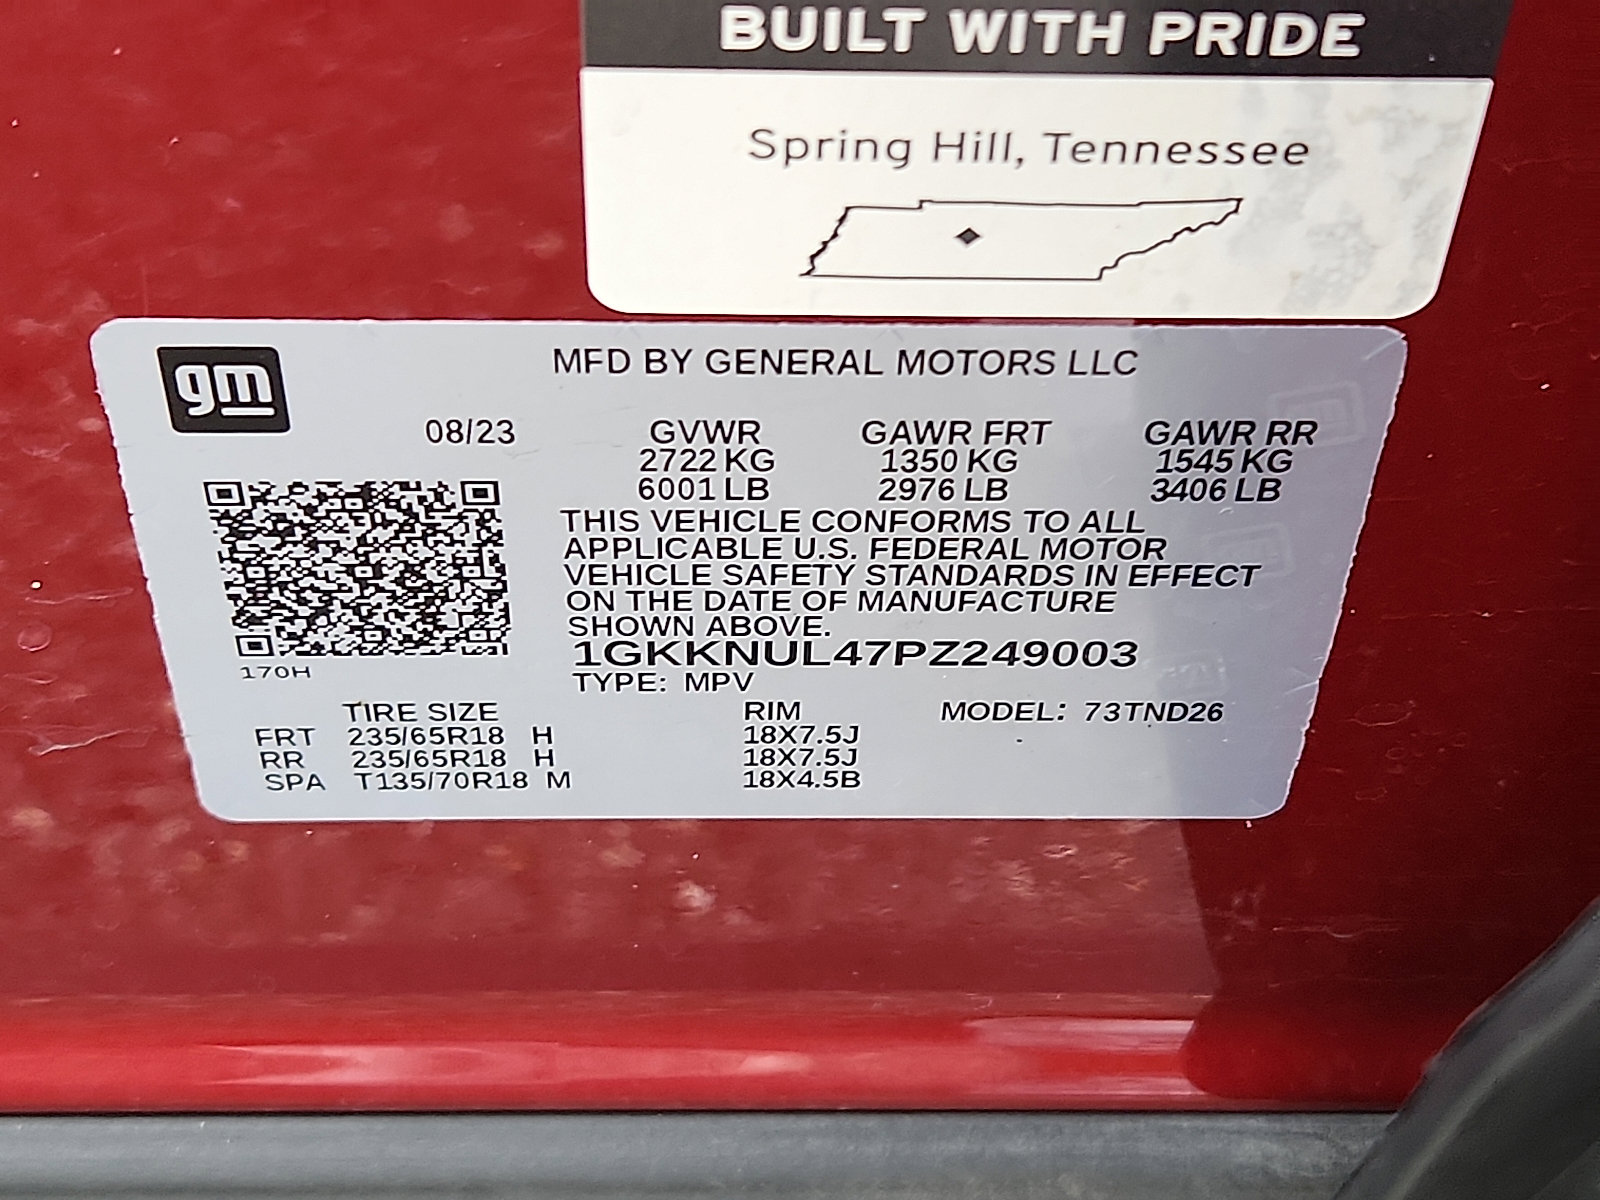 BUILT WITH PRIDE
Spring Hill, Tennessee
gm
MFD BY GENERAL MOTORS LLC
08/23
GVWR GAWR FRT GAWR RR
2722 KG 1350 KG 1545 KG
6001 LB 2976 LB 3406 LB
THIS VEHICLE CONFORMS TO ALL
APPLICABLE U.S. FEDERAL MOTOR
VEHICLE SAFETY STANDARDS IN EFFECT
ON THE DATE OF MANUFACTURE
SHOWN ABOVE.
1GKKNUL47PZ249003
170H
TYPE: MPV
TIRE SIZE RIM MODEL: 73TND26
FRT 235/65R18 H 18X7.5J
RR 235/65R18 H 18X7.5J
SPA T135/70R18 M 18X4.5B